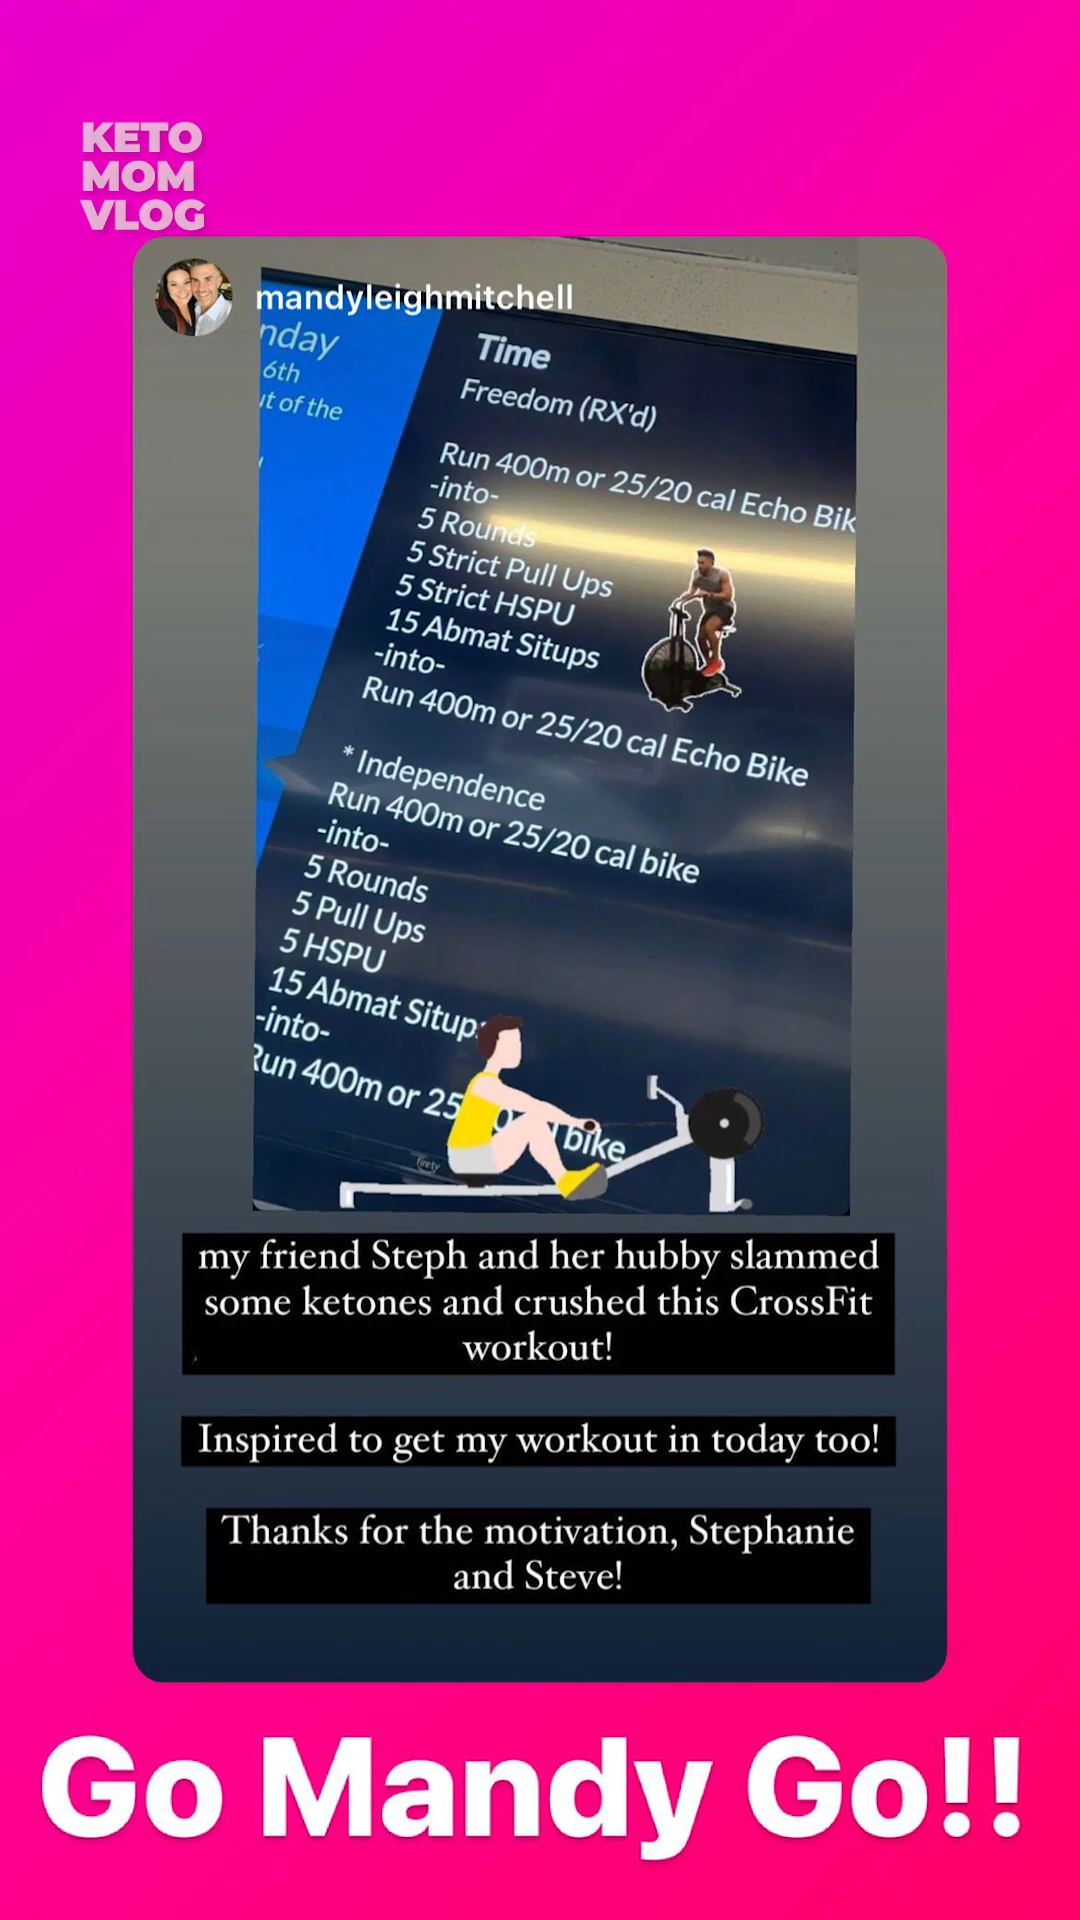 KETO
MOM
VLOG
mandyleighmitchell
nday
6th
ut of the
Time
Freedom (RX'd)
Run 400m or 25/20 cal Echo Bik
-into-
5 Rounds
5 Strict Pull Ups
5 Strict HSPU
15 Abmat Situps
-into-
Run 400m or 25/20 cal Echo Bike
* Independence
Run 400m or 25/20 cal bike
-into-
5 Rounds
5 Pull Ups
5 HSPU
15 Abmat Situp
-into-
Run 400m or 25 bike
firetv
my friend Steph and her hubby slammed
some ketones and crushed this CrossFit
workout!
Inspired to get my workout in today too!
Thanks for the motivation, Stephanie
and Steve!
Go Mandy Go!!